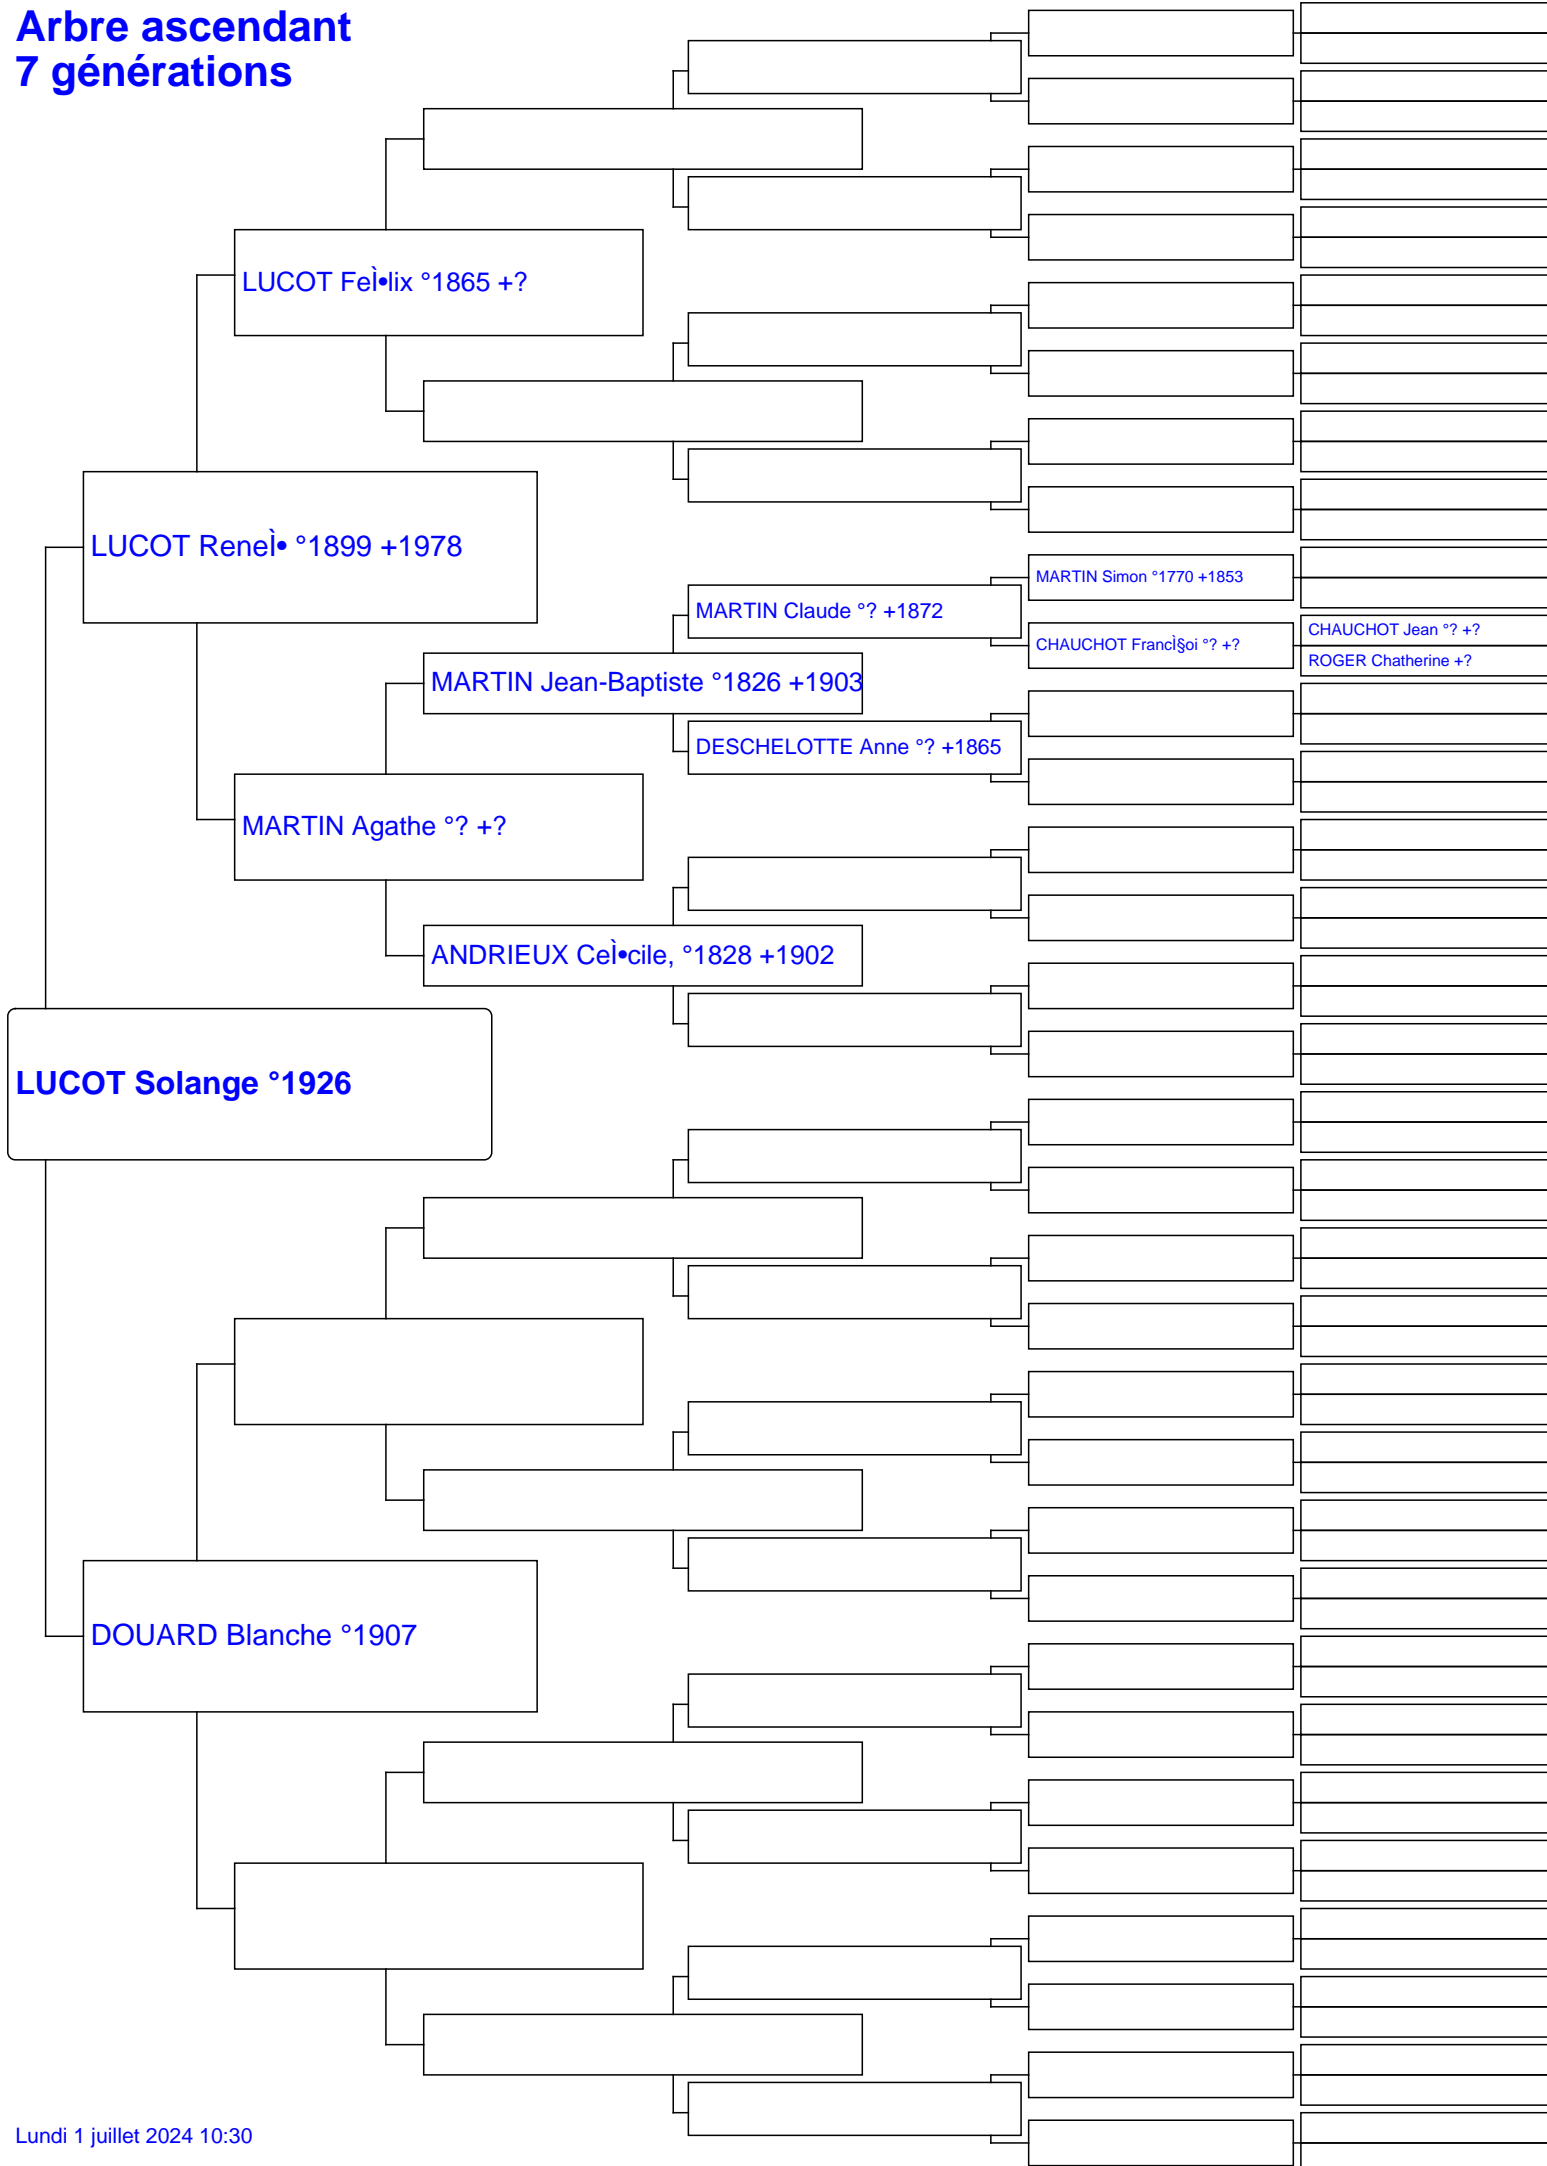 Arbre ascendant
7 générations
LUCOT FeÌ•lix °1865 +?
LUCOT ReneÌ• °1899 +1978
MARTIN Simon °1770 +1853
MARTIN Claude °? +1872
CHAUCHOT Jean °? +?
CHAUCHOT FrancÌ§oi °? +?
ROGER Chatherine +?
MARTIN Jean-Baptiste °1826 +1903
DESCHELOTTE Anne °? +1865
MARTIN Agathe °? +?
ANDRIEUX CeÌ•cile, °1828 +1902
LUCOT Solange °1926
DOUARD Blanche °1907
Lundi 1 juillet 2024 10:30